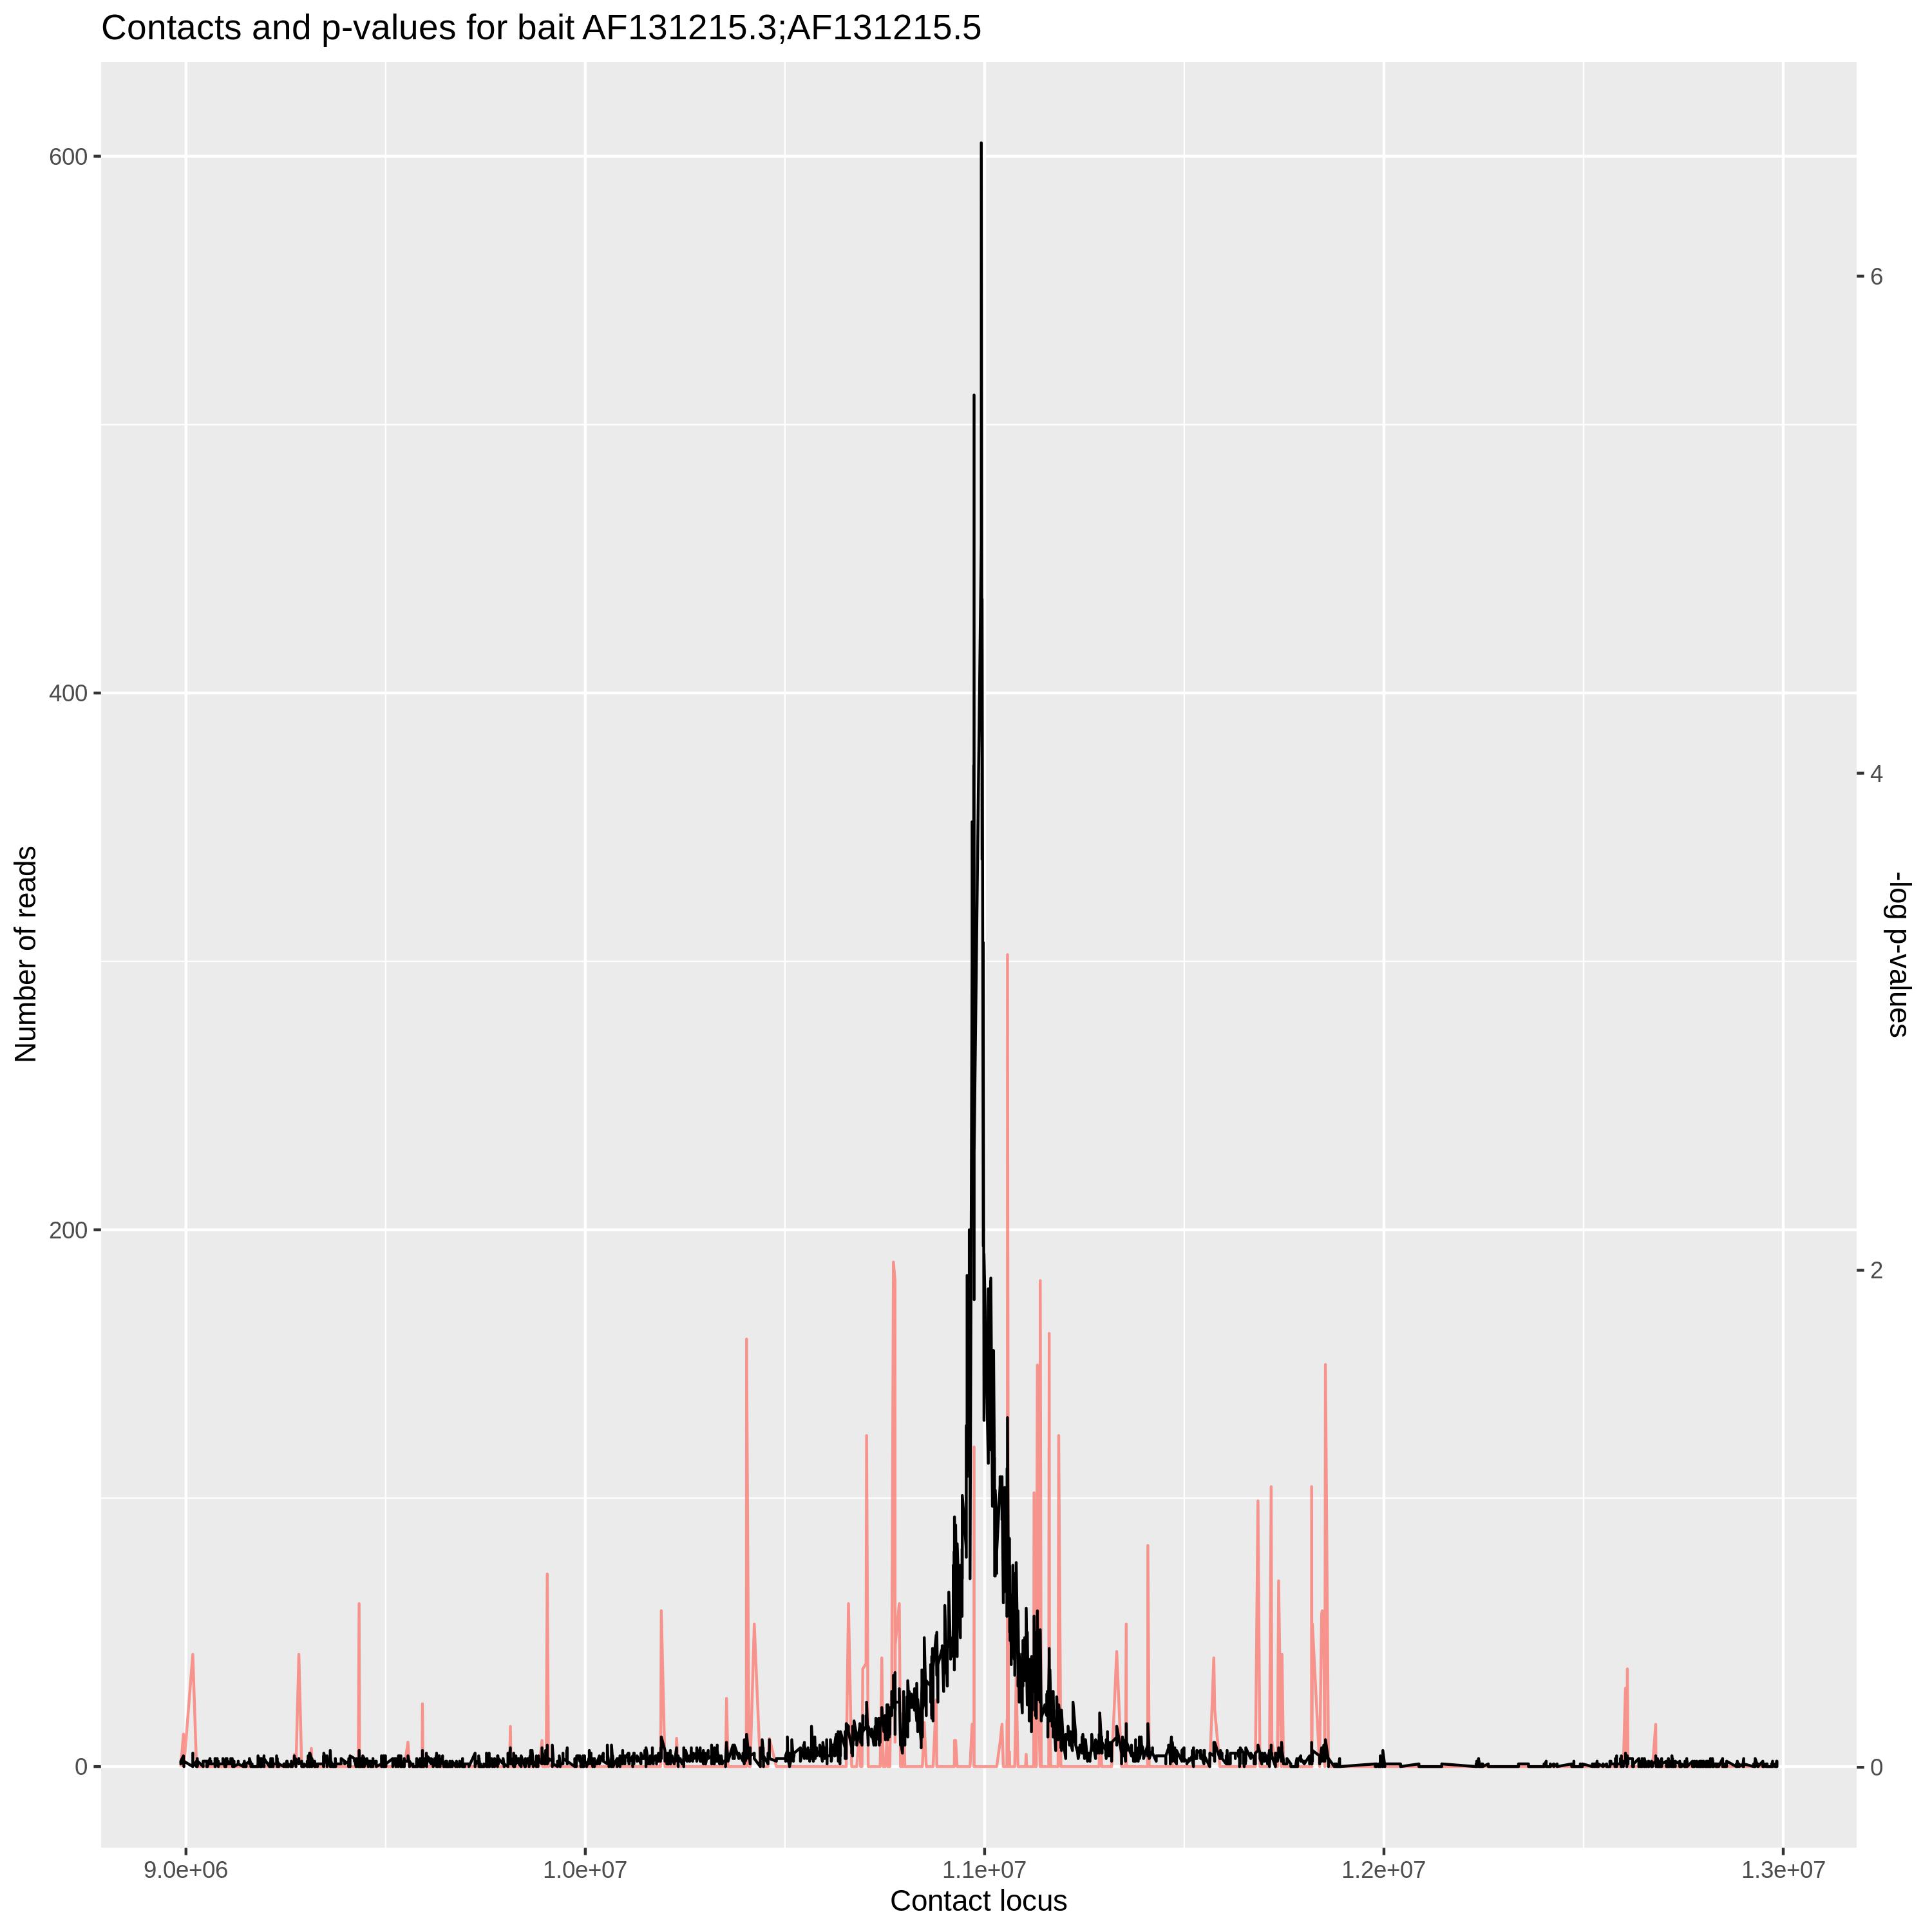 Contacts and p-values for bait AF131215.3;AF131215.5
600
400
200
0
Number of reads
6
4
2
0
-log p-values
9.0e+06
1.0e+07
1.1e+07
1.2e+07
1.3e+07
Contact locus